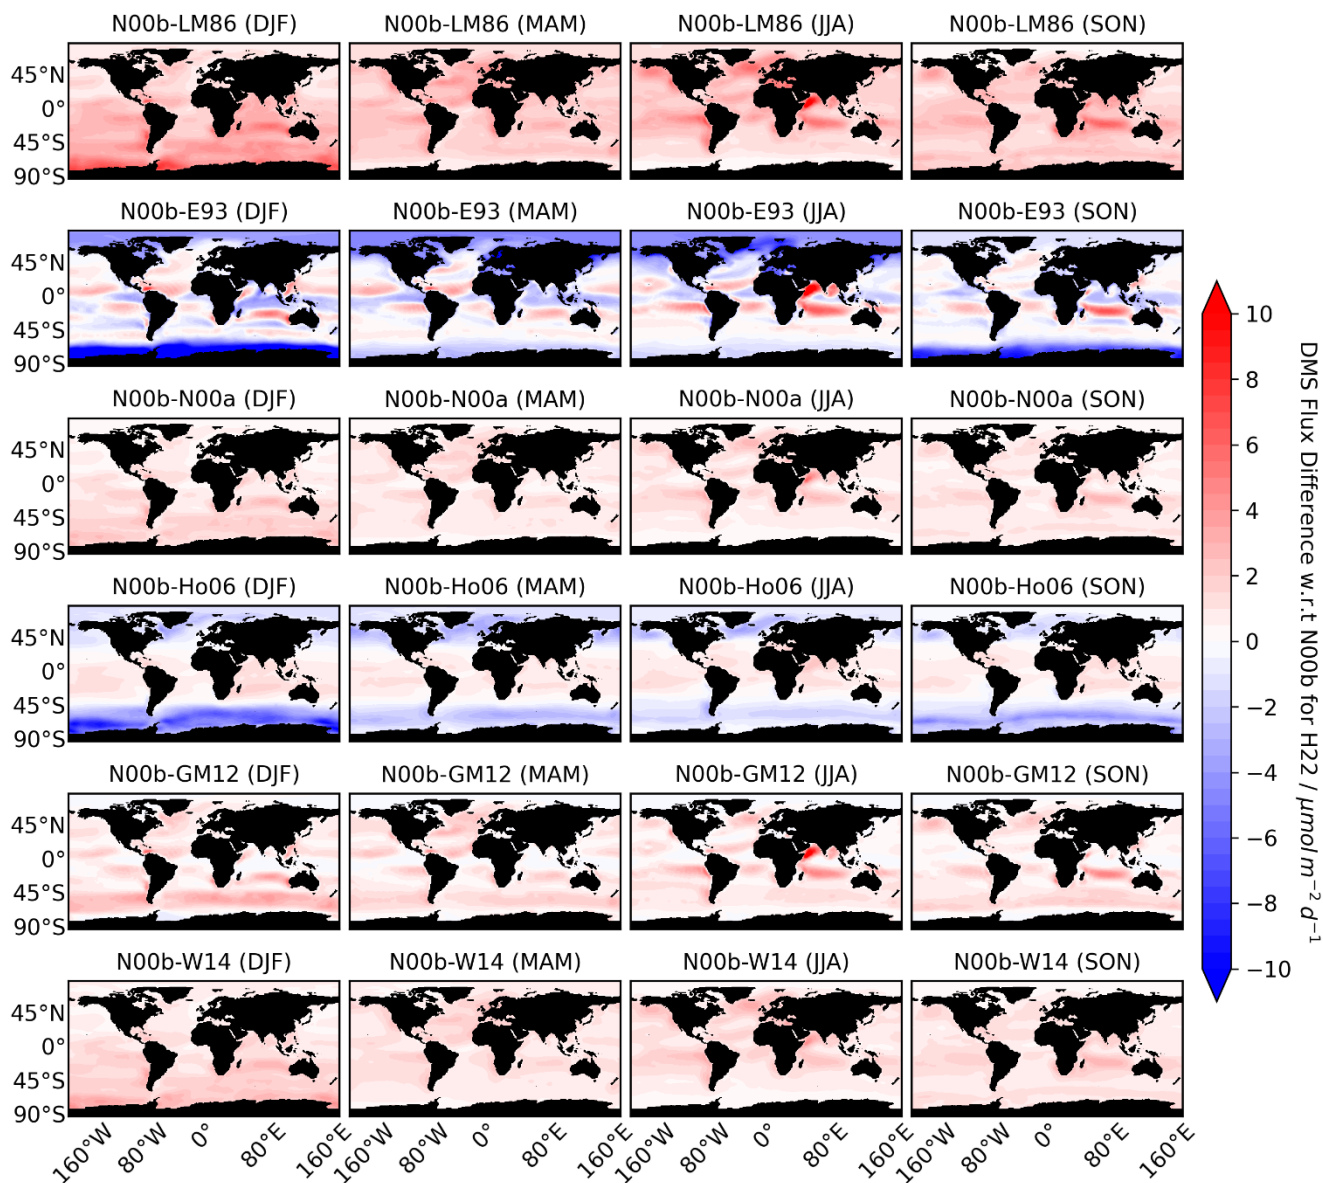 N00b-LM86 (DJF) N00b-LM86 (MAM) N00b-LM86 (JJA) N00b-LM86 (SON)
45°N
0°
45°S
90°S
N00b-E93 (DJF) N00b-E93 (MAM) N00b-E93 (JJA) N00b-E93 (SON)
45°N
0°
45°S
90°S
N00b-N00a (DJF) N00b-N00a (MAM) N00b-N00a (JJA) N00b-N00a (SON)
45°N
0°
45°S
90°S
N00b-Ho06 (DJF) N00b-Ho06 (MAM) N00b-Ho06 (JJA) N00b-Ho06 (SON)
45°N
0°
45°S
90°S
N00b-GM12 (DJF) N00b-GM12 (MAM) N00b-GM12 (JJA) N00b-GM12 (SON)
45°N
0°
45°S
90°S
N00b-W14 (DJF) N00b-W14 (MAM) N00b-W14 (JJA) N00b-W14 (SON)
45°N
0°
45°S
90°S
160°W 80°W 0° 80°E 160°E 0° 80°E 160°E 0° 80°E 160°E 0° 80°E 160°E
10
8
6
4
2
0
−2
−4
−6
−8
−10
DMS Flux Difference w.r.t N00b for H22 / μmol m⁻² d⁻¹